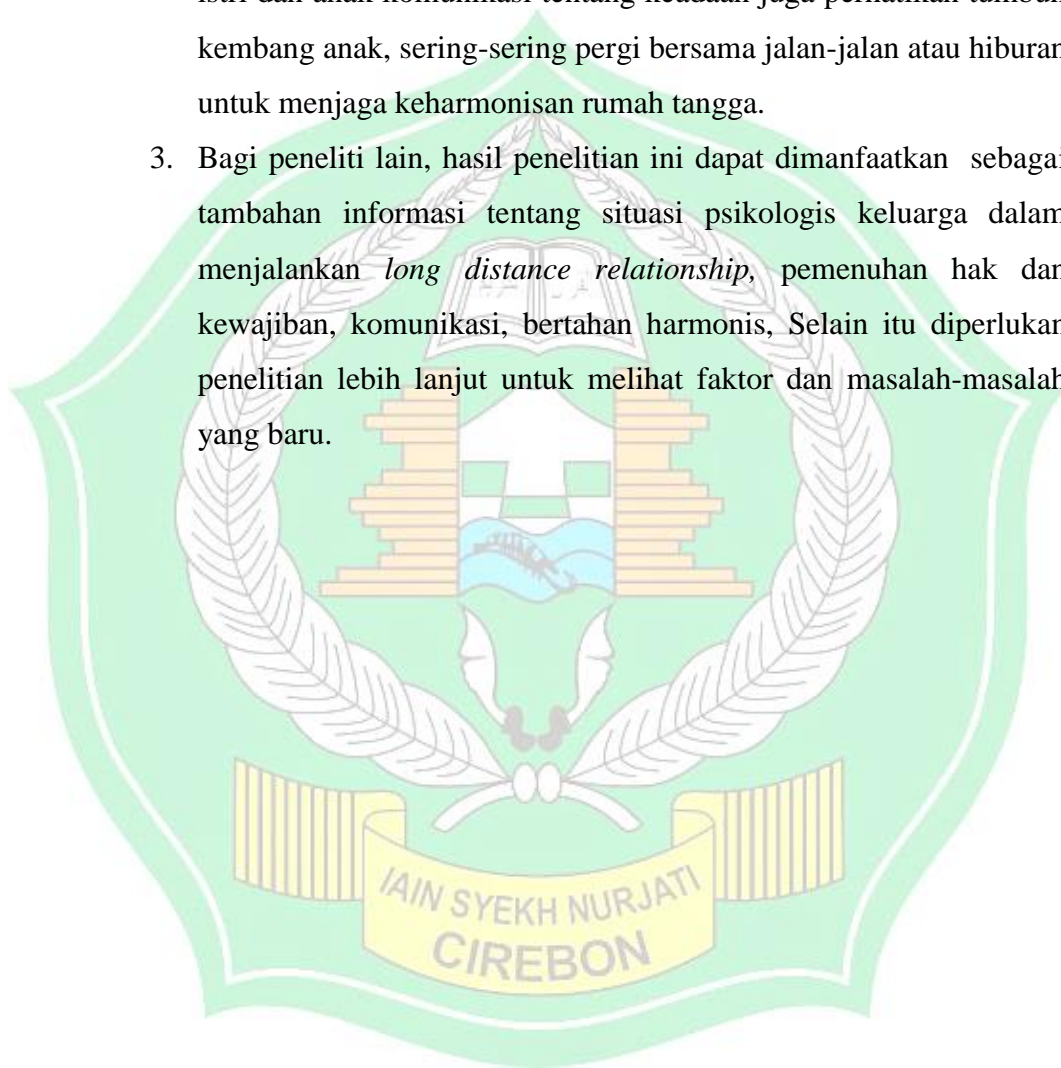 istri dan anak komunikasi tentang keadaan juga perhatikan tumbuh
kembang anak, sering-sering pergi bersama jalan-jalan atau hiburan
untuk menjaga keharmonisan rumah tangga.
3. Bagi peneliti lain, hasil penelitian ini dapat dimanfaatkan sebagai
tambahan informasi tentang situasi psikologis keluarga dalam
menjalankan long distance relationship, pemenuhan hak dan
kewajiban, komunikasi, bertahan harmonis, Selain itu diperlukan
penelitian lebih lanjut untuk melihat faktor dan masalah-masalah
yang baru.
IAIN SYEKH NURJATI
CIREBON